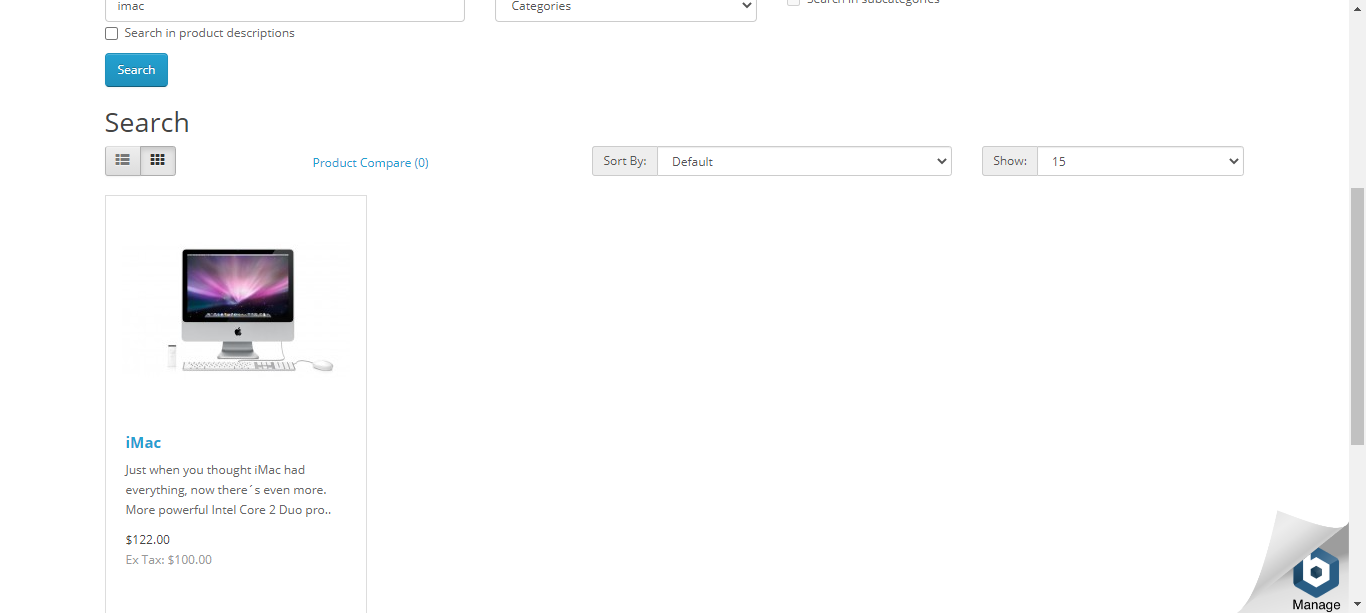 imac
Categories
Search in subcategories
Search in product descriptions
Search
Search
Product Compare (0)
Sort By:
Default
Show:
15
iMac
Just when you thought iMac had
everything, now there´s even more.
More powerful Intel Core 2 Duo pro..
$122.00
Ex Tax: $100.00
Manage